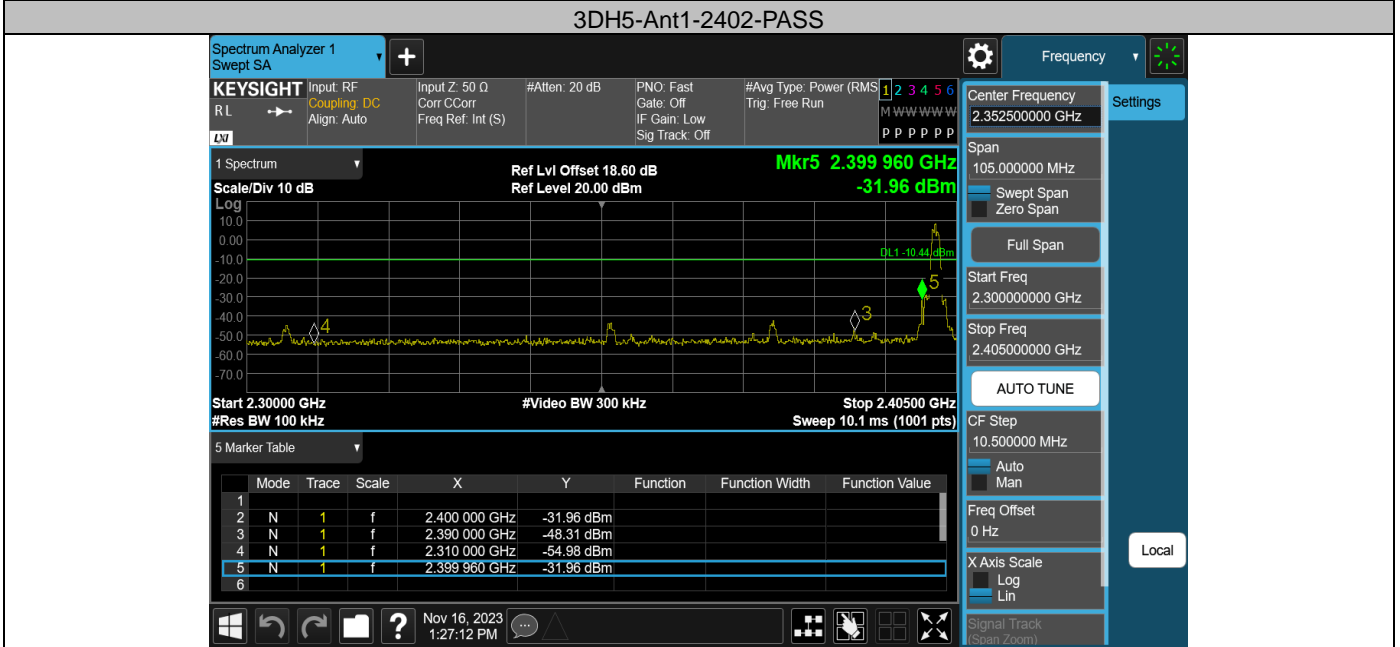 3DH5-Ant1-2402-PASS
Spectrum Analyzer 1
Swept SA
Frequency
KEYSIGHT
RL
LXI
Input: RF
Coupling: DC
Align: Auto
Input Z: 50 Ω
Corr CCorr
Freq Ref: Int (S)
#Atten: 20 dB
PNO: Fast
Gate: Off
IF Gain: Low
Sig Track: Off
#Avg Type: Power (RMS
Trig: Free Run
1 2 3 4 5 6
M W W W W W
P P P P P P
1 Spectrum
Scale/Div 10 dB
Ref Lvl Offset 18.60 dB
Ref Level 20.00 dBm
Mkr5 2.399 960 GHz
-31.96 dBm
Log
10.0
0.00
-10.0
-20.0
-30.0
-40.0
-50.0
-60.0
-70.0
DL1 -10.44 dBm
5
3
4
Start 2.30000 GHz
#Video BW 300 kHz
Stop 2.40500 GHz
#Res BW 100 kHz
Sweep 10.1 ms (1001 pts)
5 Marker Table
Mode Trace Scale X Y Function Function Width Function Value
1
2 N 1 f 2.400 000 GHz -31.96 dBm
3 N 1 f 2.390 000 GHz -48.31 dBm
4 N 1 f 2.310 000 GHz -54.98 dBm
5 N 1 f 2.399 960 GHz -31.96 dBm
6
Nov 16, 2023
1:27:12 PM
Center Frequency
2.352500000 GHz
Settings
Span
105.000000 MHz
Swept Span
Zero Span
Full Span
Start Freq
2.300000000 GHz
Stop Freq
2.405000000 GHz
AUTO TUNE
CF Step
10.500000 MHz
Auto
Man
Freq Offset
0 Hz
Local
X Axis Scale
Log
Lin
Signal Track
(Span Zoom)